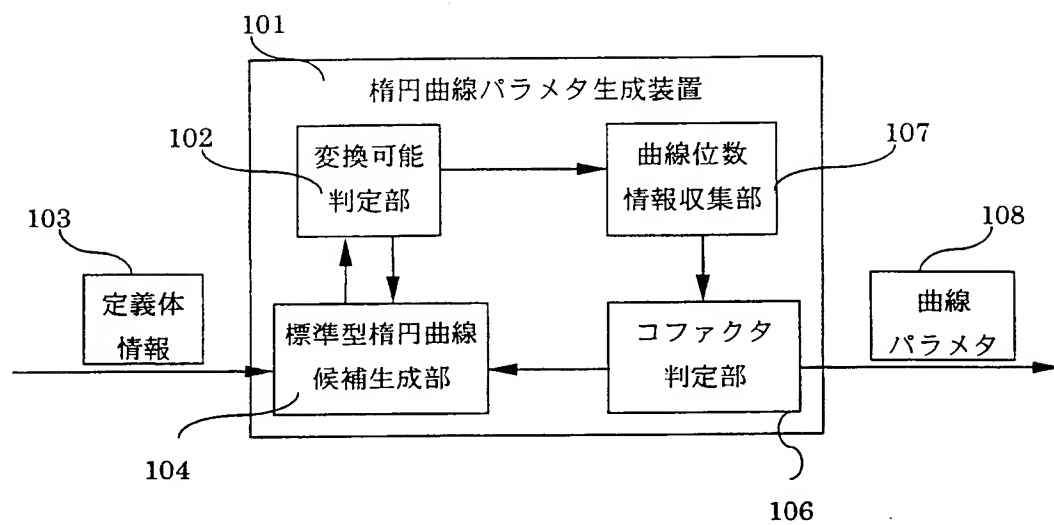 101
楕円曲線パラメタ生成装置
102
変換可能
判定部
曲線位数
情報収集部
107
103
定義体
情報
108
曲線
パラメタ
標準型楕円曲線
候補生成部
コファクタ
判定部
104
106